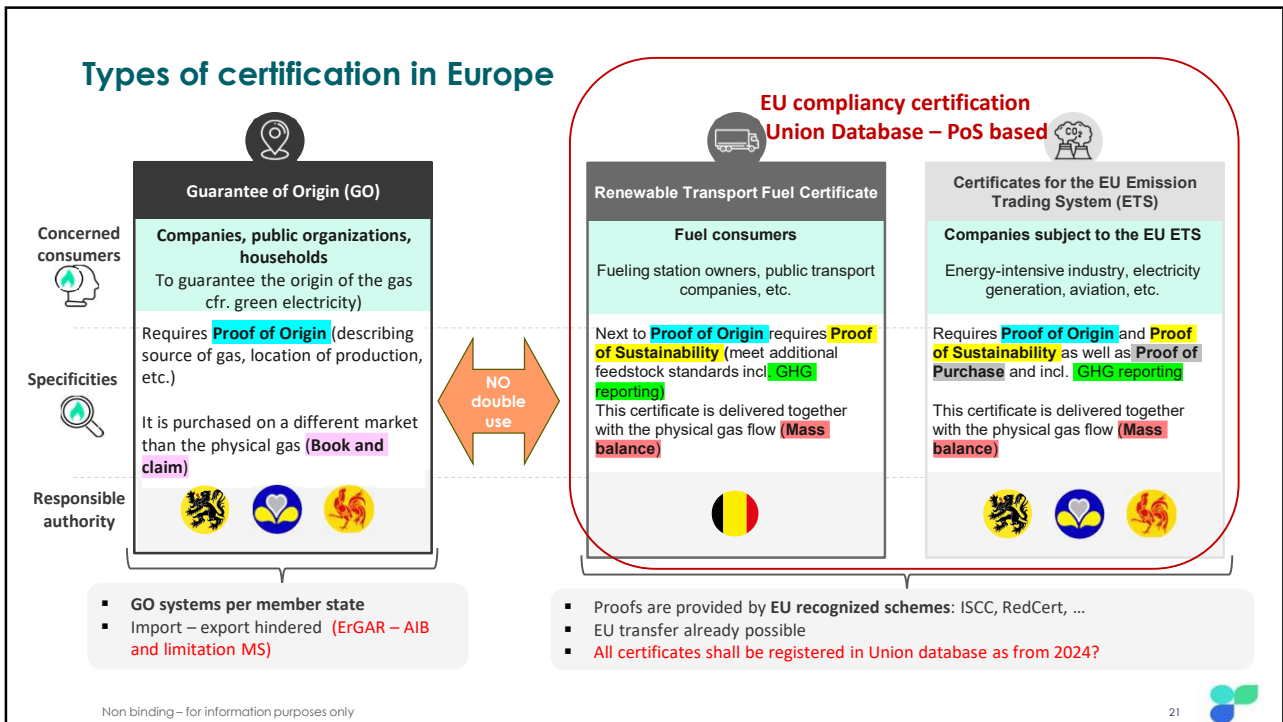 Types of certification in Europe
EU compliancy certification
Union Database – PoS based
CO₂
Concerned
consumers
Specificities
Responsible
authority
Guarantee of Origin (GO)
Companies, public organizations,
households
To guarantee the origin of the gas
cfr. green electricity)
Requires Proof of Origin (describing
source of gas, location of production,
etc.)
It is purchased on a different market
than the physical gas (Book and
claim)
NO
double
use
Renewable Transport Fuel Certificate
Fuel consumers
Fueling station owners, public transport
companies, etc.
Next to Proof of Origin requires Proof
of Sustainability (meet additional
feedstock standards incl. GHG
reporting)
This certificate is delivered together
with the physical gas flow (Mass
balance)
Certificates for the EU Emission
Trading System (ETS)
Companies subject to the EU ETS
Energy-intensive industry, electricity
generation, aviation, etc.
Requires Proof of Origin and Proof
of Sustainability as well as Proof of
Purchase and incl. GHG reporting
This certificate is delivered together
with the physical gas flow (Mass
balance)
▪ GO systems per member state
▪ Import – export hindered (ErGAR – AIB
and limitation MS)
▪ Proofs are provided by EU recognized schemes: ISCC, RedCert, ...
▪ EU transfer already possible
▪ All certificates shall be registered in Union database as from 2024?
Non binding – for information purposes only
21